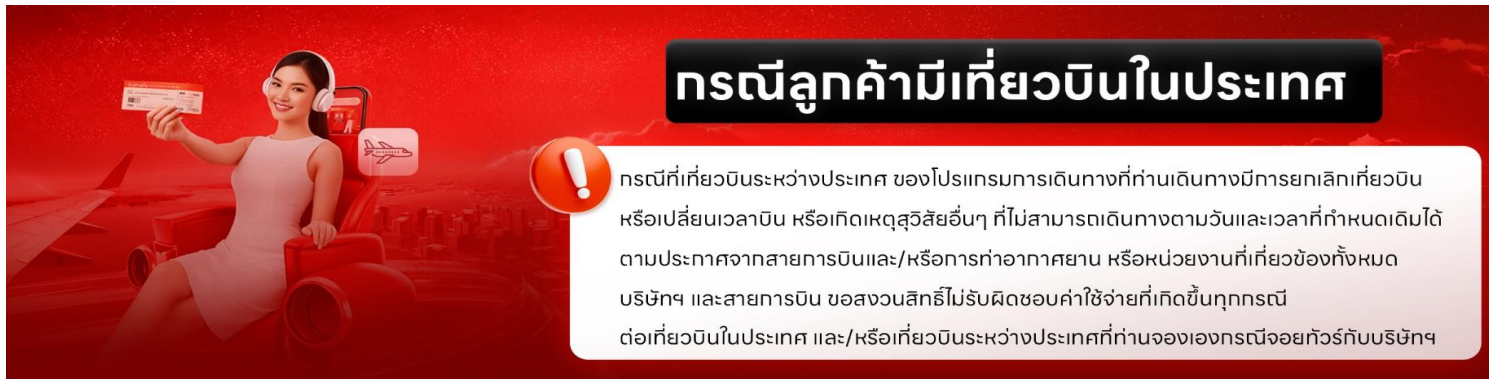 กรณีลูกค้ามีเที่ยวบินในประเทศ
กรณีที่เที่ยวบินระหว่างประเทศ ของโปรแกรมการเดินทางที่ท่านเดินทางมีการยกเลิกเที่ยวบิน
หรือเปลี่ยนเวลาบิน หรือเกิดเหตุสุวิสัยอื่นๆ ที่ไม่สามารถเดินทางตามวันและเวลาที่กำหนดเดิมได้
ตามประกาศจากสายการบินและ/หรือการท่าอากาศยาน หรือหน่วยงานที่เกี่ยวข้องทั้งหมด
บริษัทฯ และสายการบิน ขอสงวนสิทธิ์ไม่รับผิดชอบค่าใช้จ่ายที่เกิดขึ้นทุกกรณี
ต่อเที่ยวบินในประเทศ และ/หรือเที่ยวบินระหว่างประเทศที่ท่านจองเองกรณีจอยทัวร์กับบริษัทฯ